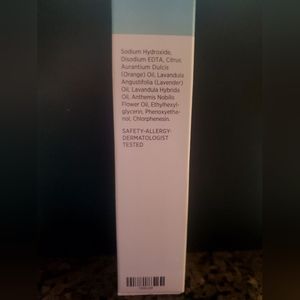 Sodium Hydroxide,
Disodium EDTA, Citrus
Aurantium Dulcis
(Orange) Oil, Lavandula
Angustifolia (Lavender)
Oil, Lavandula Hybrida
Oil, Anthemis Nobilis
Flower Oil, Ethylhexyl-
glycerin, Phenoxyetha-
nol, Chlorphenesin.
SAFETY-ALLERGY-
DERMATOLOGIST
TESTED